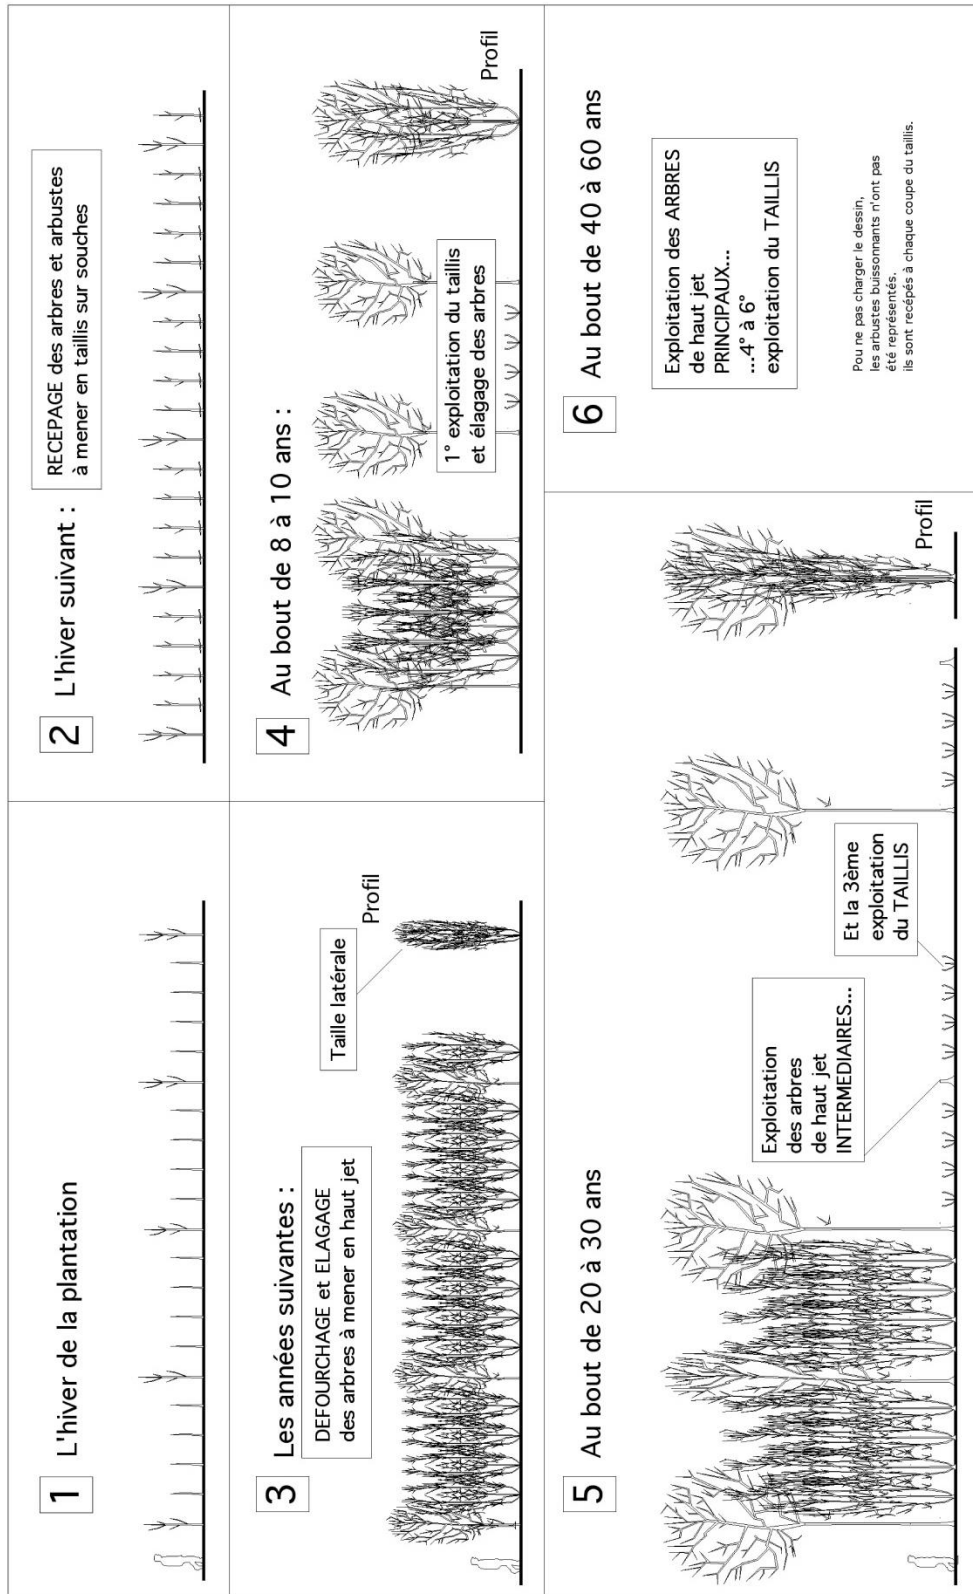 1
L'hiver de la plantation
2
L'hiver suivant :
RECEPAGE des arbres et arbustes
à mener en taillis sur souches
3
Les années suivantes :
DEFOURCHAGE et ELAGAGE
des arbres à mener en haut jet
Taille latérale
Profil
4
Au bout de 8 à 10 ans :
1° exploitation du taillis
et élagage des arbres
Profil
5
Au bout de 20 à 30 ans
Exploitation
des arbres
de haut jet
INTERMEDIAIRES...
Et la 3ème
exploitation
du TAILLIS
Profil
6
Au bout de 40 à 60 ans
Exploitation des ARBRES
de haut jet
PRINCIPAUX...
...4° à 6°
exploitation du TAILLIS
Pou ne pas charger le dessin,
les arbustes buissonnants n'ont pas
été représentés.
ils sont recépés à chaque coupe du taillis.